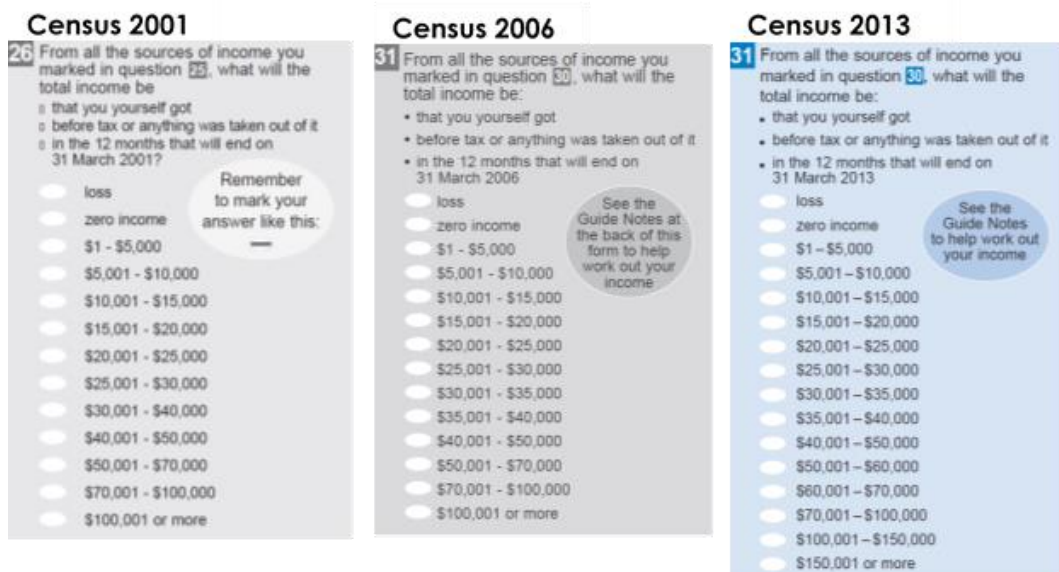 Census 2001
26 From all the sources of income you
marked in question 25, what will the
total income be
▯ that you yourself got
▯ before tax or anything was taken out of it
▯ in the 12 months that will end on
31 March 2001?
Remember
to mark your
answer like this:
—
loss
zero income
$1 - $5,000
$5,001 - $10,000
$10,001 - $15,000
$15,001 - $20,000
$20,001 - $25,000
$25,001 - $30,000
$30,001 - $40,000
$40,001 - $50,000
$50,001 - $70,000
$70,001 - $100,000
$100,001 or more
Census 2006
31 From all the sources of income you
marked in question 30, what will the
total income be:
• that you yourself got
• before tax or anything was taken out of it
• in the 12 months that will end on
31 March 2006
See the
Guide Notes at
the back of this
form to help
work out your
income
loss
zero income
$1 - $5,000
$5,001 - $10,000
$10,001 - $15,000
$15,001 - $20,000
$20,001 - $25,000
$25,001 - $30,000
$30,001 - $35,000
$35,001 - $40,000
$40,001 - $50,000
$50,001 - $70,000
$70,001 - $100,000
$100,001 or more
Census 2013
31 From all the sources of income you
marked in question 30, what will the
total income be:
• that you yourself got
• before tax or anything was taken out of it
• in the 12 months that will end on
31 March 2013
See the
Guide Notes
to help work out
your income
loss
zero income
$1–$5,000
$5,001–$10,000
$10,001–$15,000
$15,001–$20,000
$20,001–$25,000
$25,001–$30,000
$30,001–$35,000
$35,001–$40,000
$40,001–$50,000
$50,001–$60,000
$60,001–$70,000
$70,001–$100,000
$100,001–$150,000
$150,001 or more